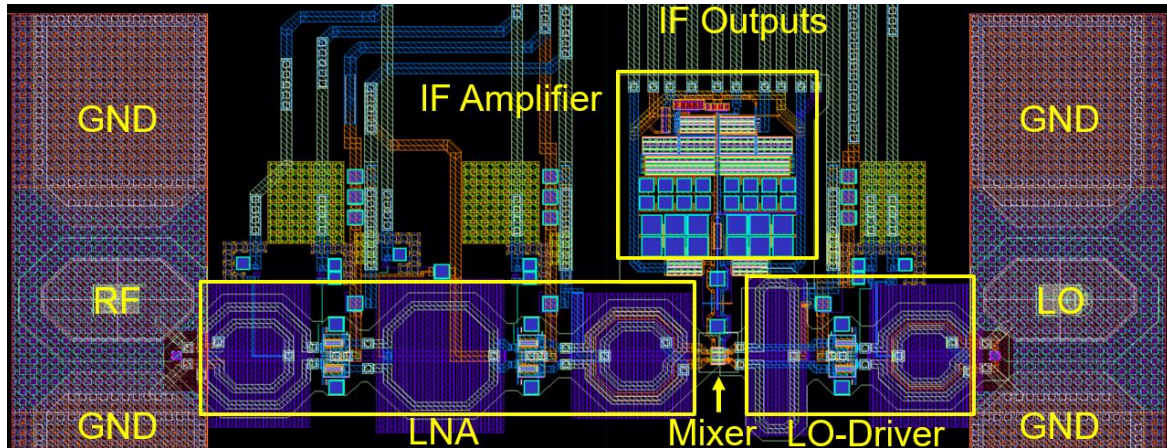 IF Outputs
GND
IF Amplifier
GND
RF
LO
GND
LNA
Mixer
LO-Driver
GND